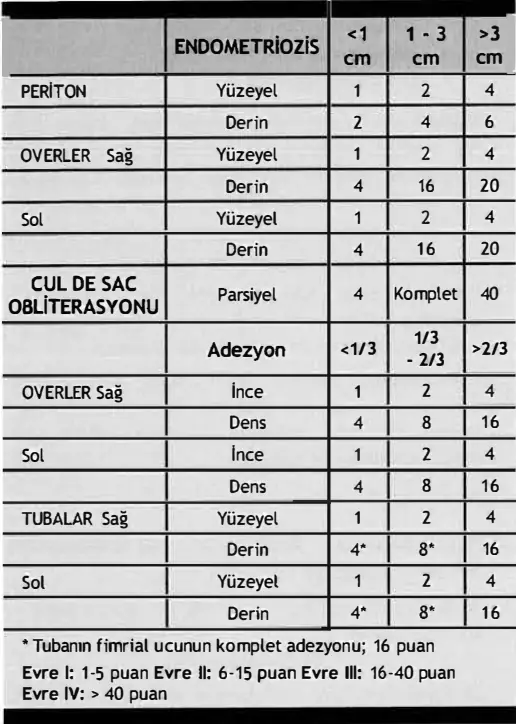 ENDOMETRİOZİS <1 cm 1 - 3 cm >3 cm
PERİTON Yüzeyel 1 2 4
Derin 2 4 6
OVERLER Sağ Yüzeyel 1 2 4
Derin 4 16 20
Sol Yüzeyel 1 2 4
Derin 4 16 20
CUL DE SAC OBLİTERASYONU Parsiyel 4 Komplet 40
Adezyon <1/3 1/3 - 2/3 >2/3
OVERLER Sağ İnce 1 2 4
Dens 4 8 16
Sol İnce 1 2 4
Dens 4 8 16
TUBALAR Sağ Yüzeyel 1 2 4
Derin 4* 8* 16
Sol Yüzeyel 1 2 4
Derin 4* 8* 16
* Tubanın fimrial ucunun komplet adezyonu; 16 puan
Evre I: 1-5 puan Evre II: 6-15 puan Evre III: 16-40 puan
Evre IV: > 40 puan